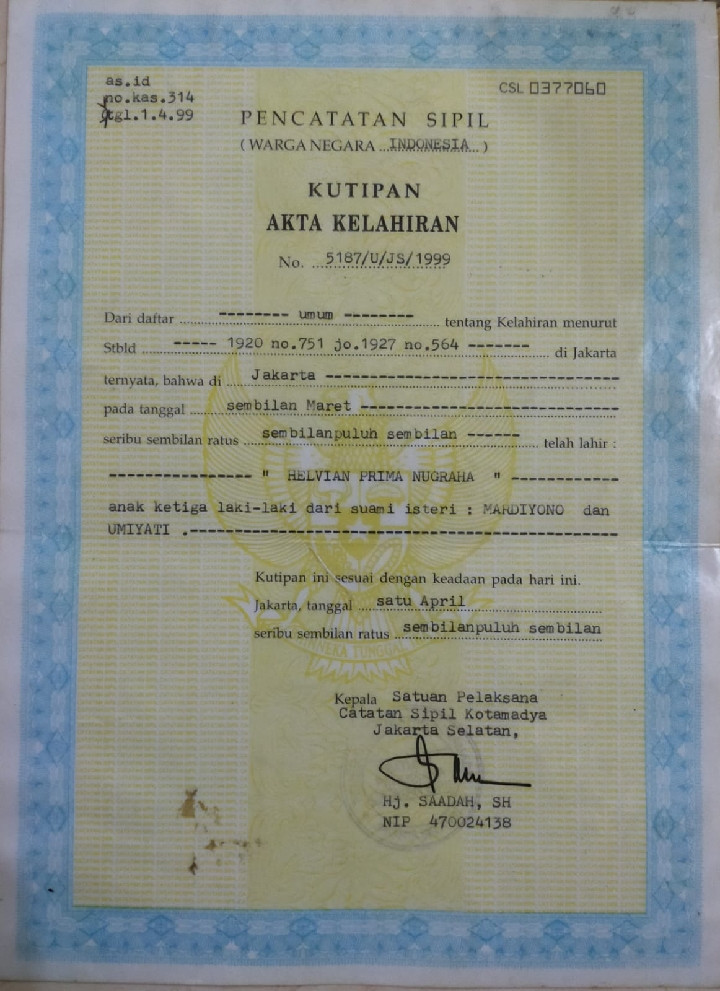 as.id
no.kas.314
tgl.1.4.99
CSL 0377060
PENCATATAN SIPIL
( WARGA NEGARA ...INDONESIA... )
KUTIPAN
AKTA KELAHIRAN
No. ....5187/U/JS/1999
Dari daftar .......... -------- umum -------- .......... tentang Kelahiran menurut
Stbld ----- 1920 no.751 jo.1927 no.564 ------- di Jakarta
ternyata, bahwa di .... Jakarta ------------------------------
pada tanggal ...... sembilan Maret --------------------------
seribu sembilan ratus .. sembilanpuluh sembilan ------ telah lahir :
---------------- " HELVIAN PRIMA NUGRAHA " ------------
anak ketiga laki-laki dari suami isteri : MARDIYONO dan
UMIYATI .------------------------------------------------
Kutipan ini sesuai dengan keadaan pada hari ini.
Jakarta, tanggal ... satu April
seribu sembilan ratus .. sembilanpuluh sembilan
NEKA TUNGGA
Kepala Satuan Pelaksana
Catatan Sipil Kotamadya
Jakarta Selatan,
Hj. SAADAH, SH
NIP 470024138